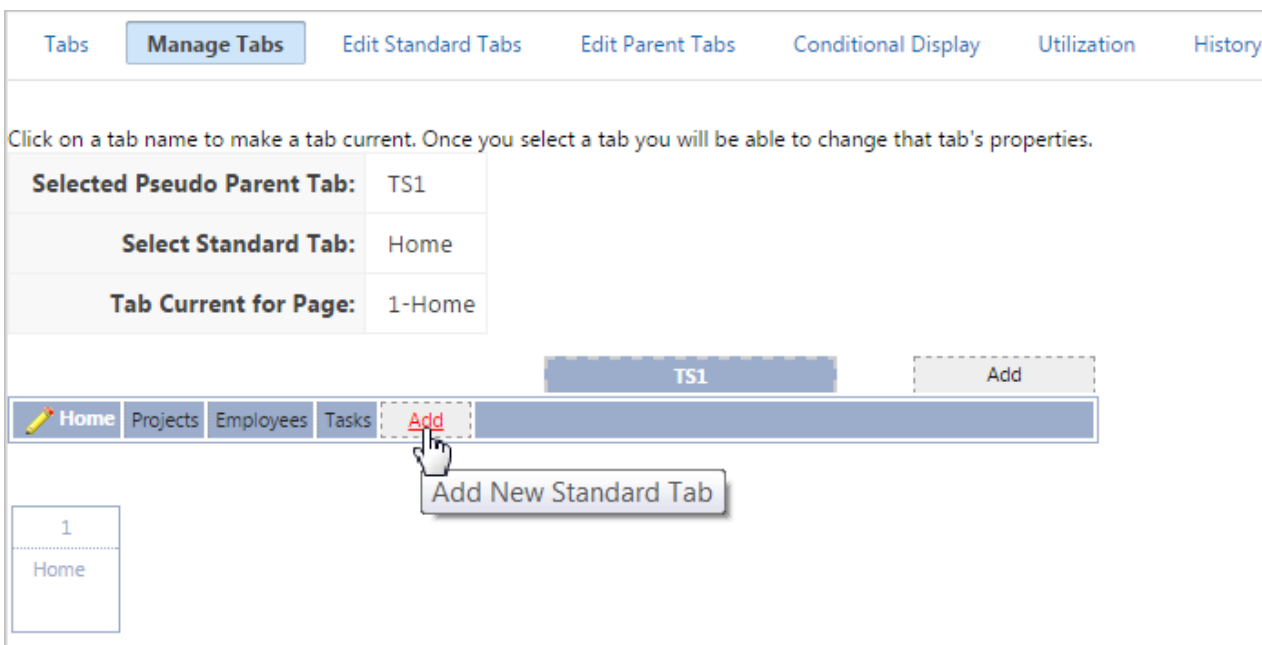 Tabs Manage Tabs Edit Standard Tabs Edit Parent Tabs Conditional Display Utilization History
Click on a tab name to make a tab current. Once you select a tab you will be able to change that tab's properties.
Selected Pseudo Parent Tab: TS1
Select Standard Tab: Home
Tab Current for Page: 1-Home
TS1 Add
Home Projects Employees Tasks Add
Add New Standard Tab
1
Home